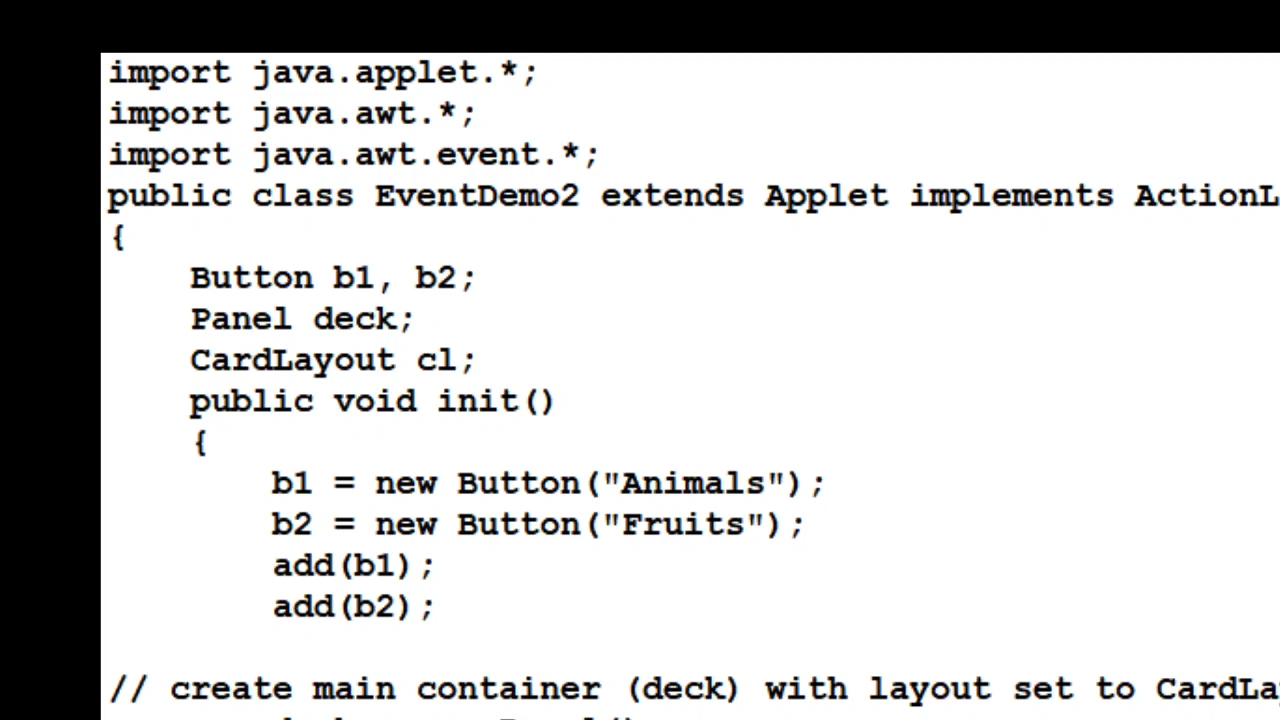 import java.applet.*;
import java.awt.*;
import java.awt.event.*;
public class EventDemo2 extends Applet implements ActionL
{
Button b1, b2;
Panel deck;
CardLayout cl;
public void init()
{
b1 = new Button("Animals");
b2 = new Button("Fruits");
add(b1);
add(b2);
// create main container (deck) with layout set to CardLay